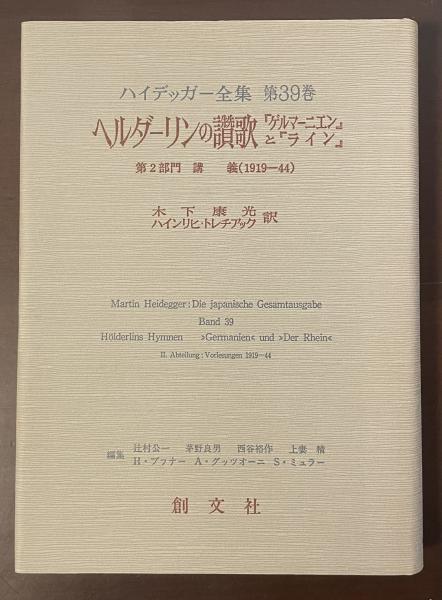 ハイデッガー全集 第39巻
ヘルダーリンの讃歌『ゲルマーニエン』と『ライン』
第2部門 講 義(1919—44)
木下康光
ハインリヒ・トレチアック 訳
Martin Heidegger: Die japanische Gesamtausgabe
Band 39
Hölderlins Hymnen »Germanien« und »Der Rhein«
II. Abteilung: Vorlesungen 1919—44
編集 辻村公一 茅野良男 西谷裕作 上妻 精
H・ブフナー A・グッツオーニ S・ミュラー
創文社